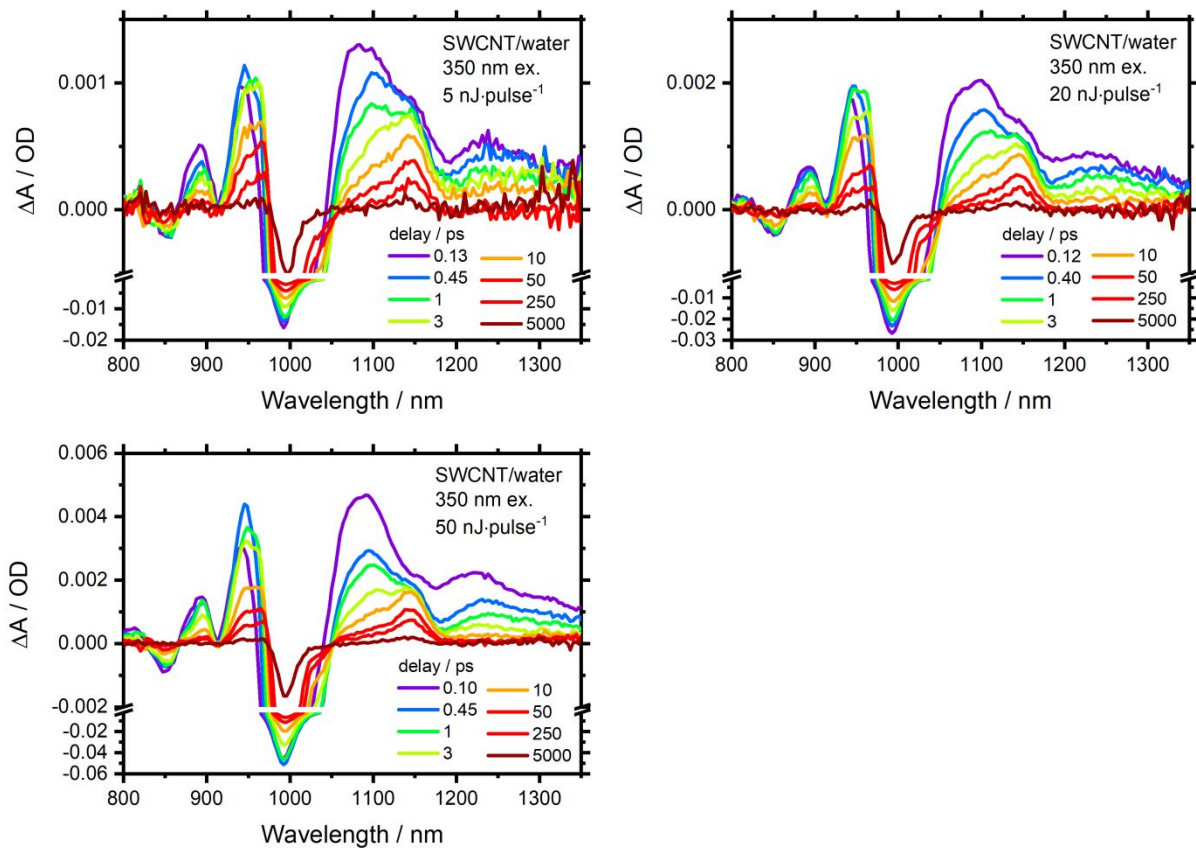 SWCNT/water
350 nm ex.
5 nJ·pulse⁻¹
0.001
0.000
-0.01
-0.02
ΔA / OD
delay / ps
0.13 10
0.45 50
1 250
3 5000
800 900 1000 1100 1200 1300
Wavelength / nm
SWCNT/water
350 nm ex.
20 nJ·pulse⁻¹
0.002
0.000
-0.01
-0.02
-0.03
ΔA / OD
delay / ps
0.12 10
0.40 50
1 250
3 5000
800 900 1000 1100 1200 1300
Wavelength / nm
SWCNT/water
350 nm ex.
50 nJ·pulse⁻¹
0.006
0.004
0.002
0.000
-0.002
-0.02
-0.04
-0.06
ΔA / OD
delay / ps
0.10 10
0.45 50
1 250
3 5000
800 900 1000 1100 1200 1300
Wavelength / nm